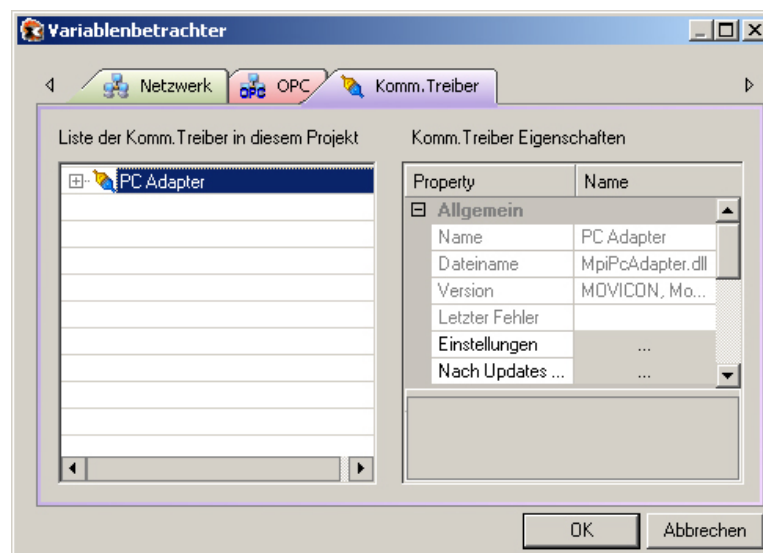 Variablenbetrachter
Netzwerk OPC Komm.Treiber
Liste der Komm.Treiber in diesem Projekt
PC Adapter
Komm.Treiber Eigenschaften
Property Name
Allgemein
Name PC Adapter
Dateiname MpiPcAdapter.dll
Version MOVICON, Mo...
Letzter Fehler
Einstellungen ...
Nach Updates ... ...
OK Abbrechen